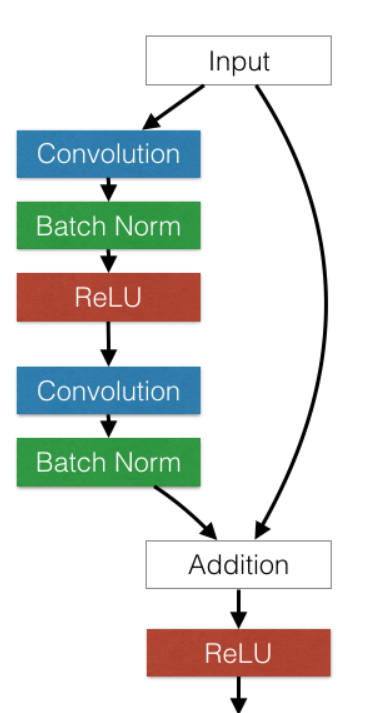 Input
Convolution
Batch Norm
ReLU
Convolution
Batch Norm
Addition
ReLU